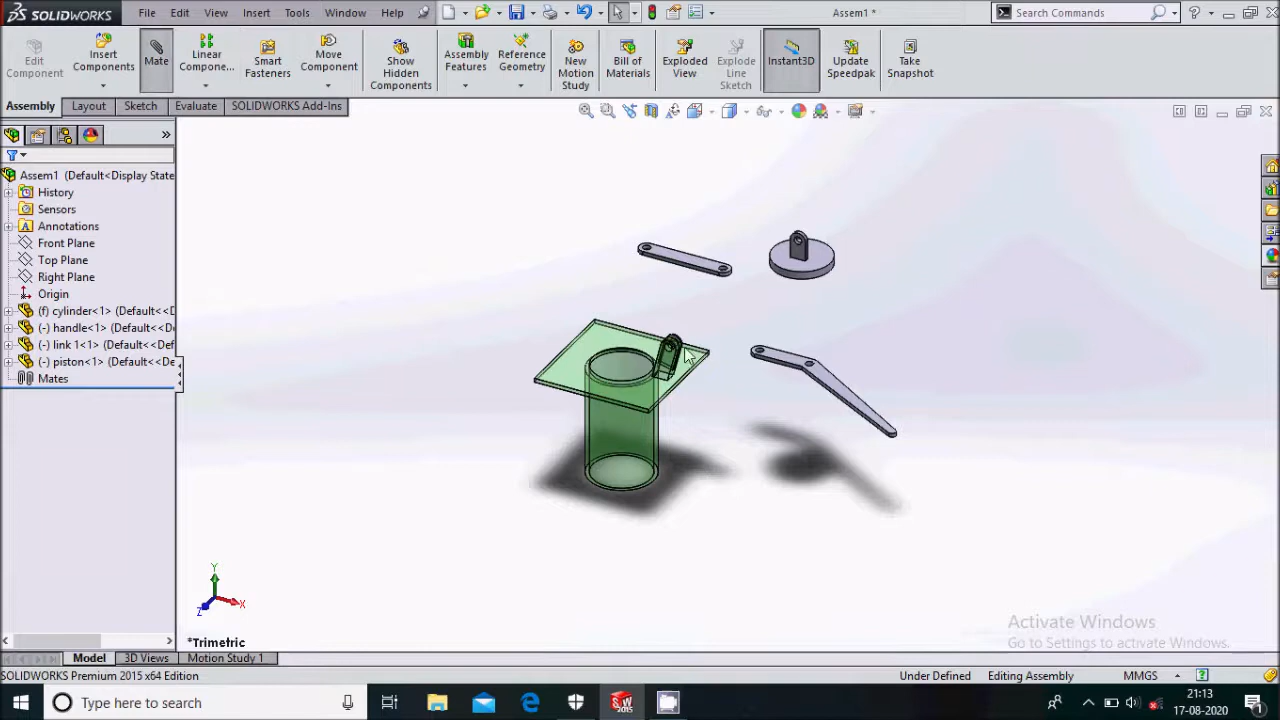 SOLIDWORKS File Edit View Insert Tools Window Help Assem1 * Search Commands
Edit Component
Insert Components
Mate
Linear Compone...
Smart Fasteners
Move Component
Show Hidden Components
Assembly Features
Reference Geometry
New Motion Study
Bill of Materials
Exploded View
Explode Line Sketch
Instant3D
Update Speedpak
Take Snapshot
Assembly Layout Sketch Evaluate SOLIDWORKS Add-Ins
Assem1 (Default<Display State
History
Sensors
Annotations
Front Plane
Top Plane
Right Plane
Origin
(f) cylinder<1> (Default<<D
(-) handle<1> (Default<<De
(-) link 1<1> (Default<<Def
(-) piston<1> (Default<<De
Mates
Y
X
Z
*Trimetric
Activate Windows
Go to Settings to activate Windows.
Model 3D Views Motion Study 1
SOLIDWORKS Premium 2015 x64 Edition Under Defined Editing Assembly MMGS
Type here to search
21:13
17-08-2020